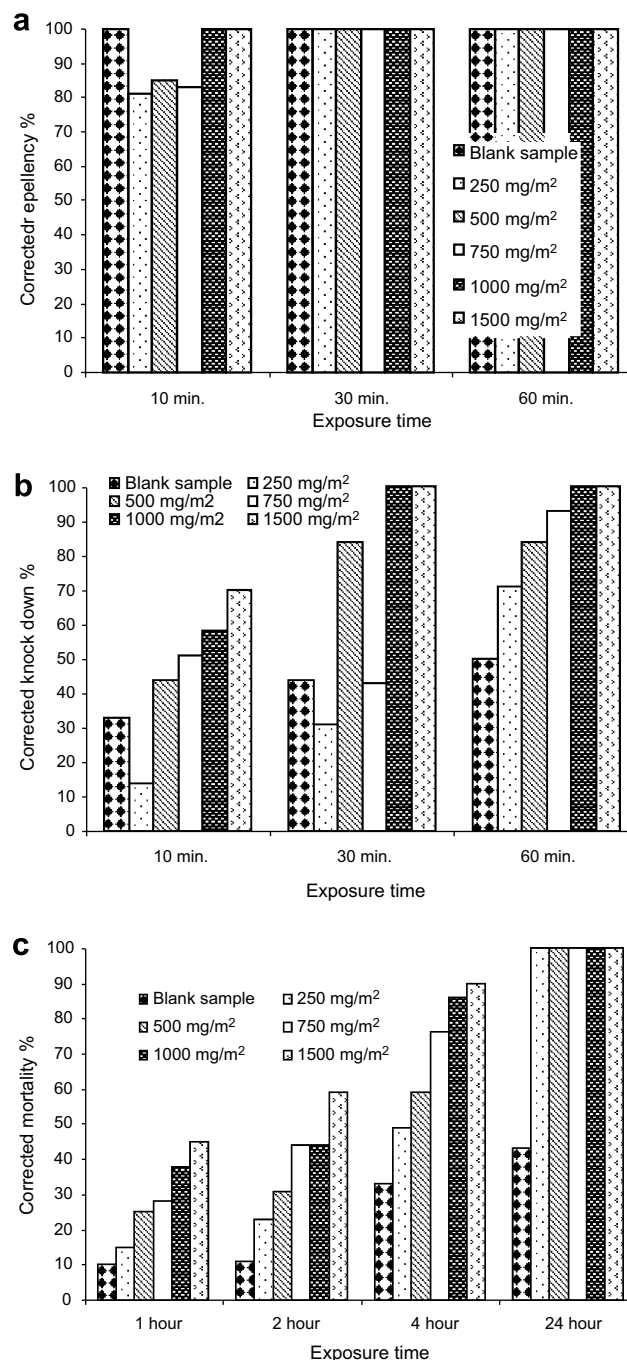 a
100
90
80
70
60
50
40
30
20
10
0
Correctedr epellency %
Blank sample
250 mg/m²
500 mg/m²
750 mg/m²
1000 mg/m²
1500 mg/m²
10 min. 30 min. 60 min.
Exposure time
b
100
90
80
70
60
50
40
30
20
10
0
Corrected knock down %
Blank sample 250 mg/m²
500 mg/m2 750 mg/m²
1000 mg/m2 1500 mg/m²
10 min. 30 min. 60 min.
Exposure time
c
100
90
80
70
60
50
40
30
20
10
0
Corrected mortality %
Blank sample 250 mg/m²
500 mg/m² 750 mg/m²
1000 mg/m² 1500 mg/m²
1 hour 2 hour 4 hour 24 hour
Exposure time